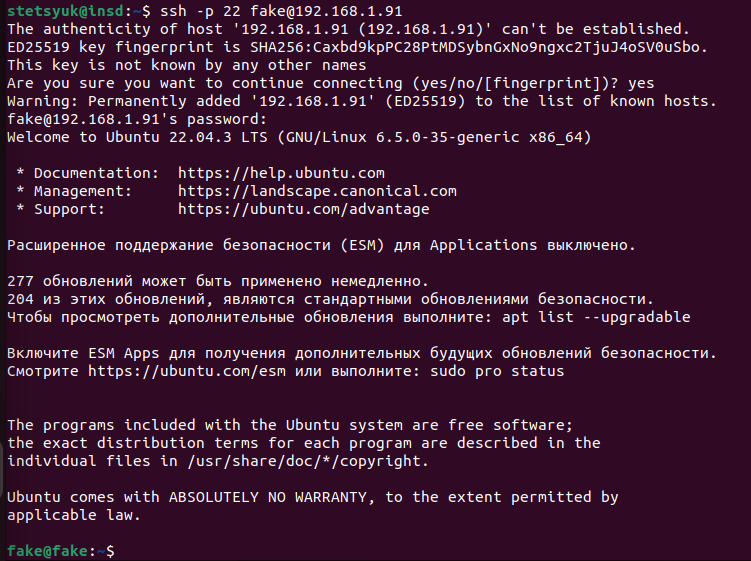 stetsyuk@insd:~$ ssh -p 22 fake@192.168.1.91
The authenticity of host '192.168.1.91 (192.168.1.91)' can't be established.
ED25519 key fingerprint is SHA256:Caxbd9kpPC28PtMDSybnGxNo9ngxc2TjuJ4oSV0uSbo.
This key is not known by any other names
Are you sure you want to continue connecting (yes/no/[fingerprint])? yes
Warning: Permanently added '192.168.1.91' (ED25519) to the list of known hosts.
fake@192.168.1.91's password:
Welcome to Ubuntu 22.04.3 LTS (GNU/Linux 6.5.0-35-generic x86_64)
* Documentation:  https://help.ubuntu.com
* Management:     https://landscape.canonical.com
* Support:        https://ubuntu.com/advantage
Расширенное поддержание безопасности (ESM) для Applications выключено.
277 обновлений может быть применено немедленно.
204 из этих обновлений, являются стандартными обновлениями безопасности.
Чтобы просмотреть дополнительные обновления выполните: apt list --upgradable
Включите ESM Apps для получения дополнительных будущих обновлений безопасности.
Смотрите https://ubuntu.com/esm или выполните: sudo pro status
The programs included with the Ubuntu system are free software;
the exact distribution terms for each program are described in the
individual files in /usr/share/doc/*/copyright.
Ubuntu comes with ABSOLUTELY NO WARRANTY, to the extent permitted by
applicable law.
fake@fake:~$